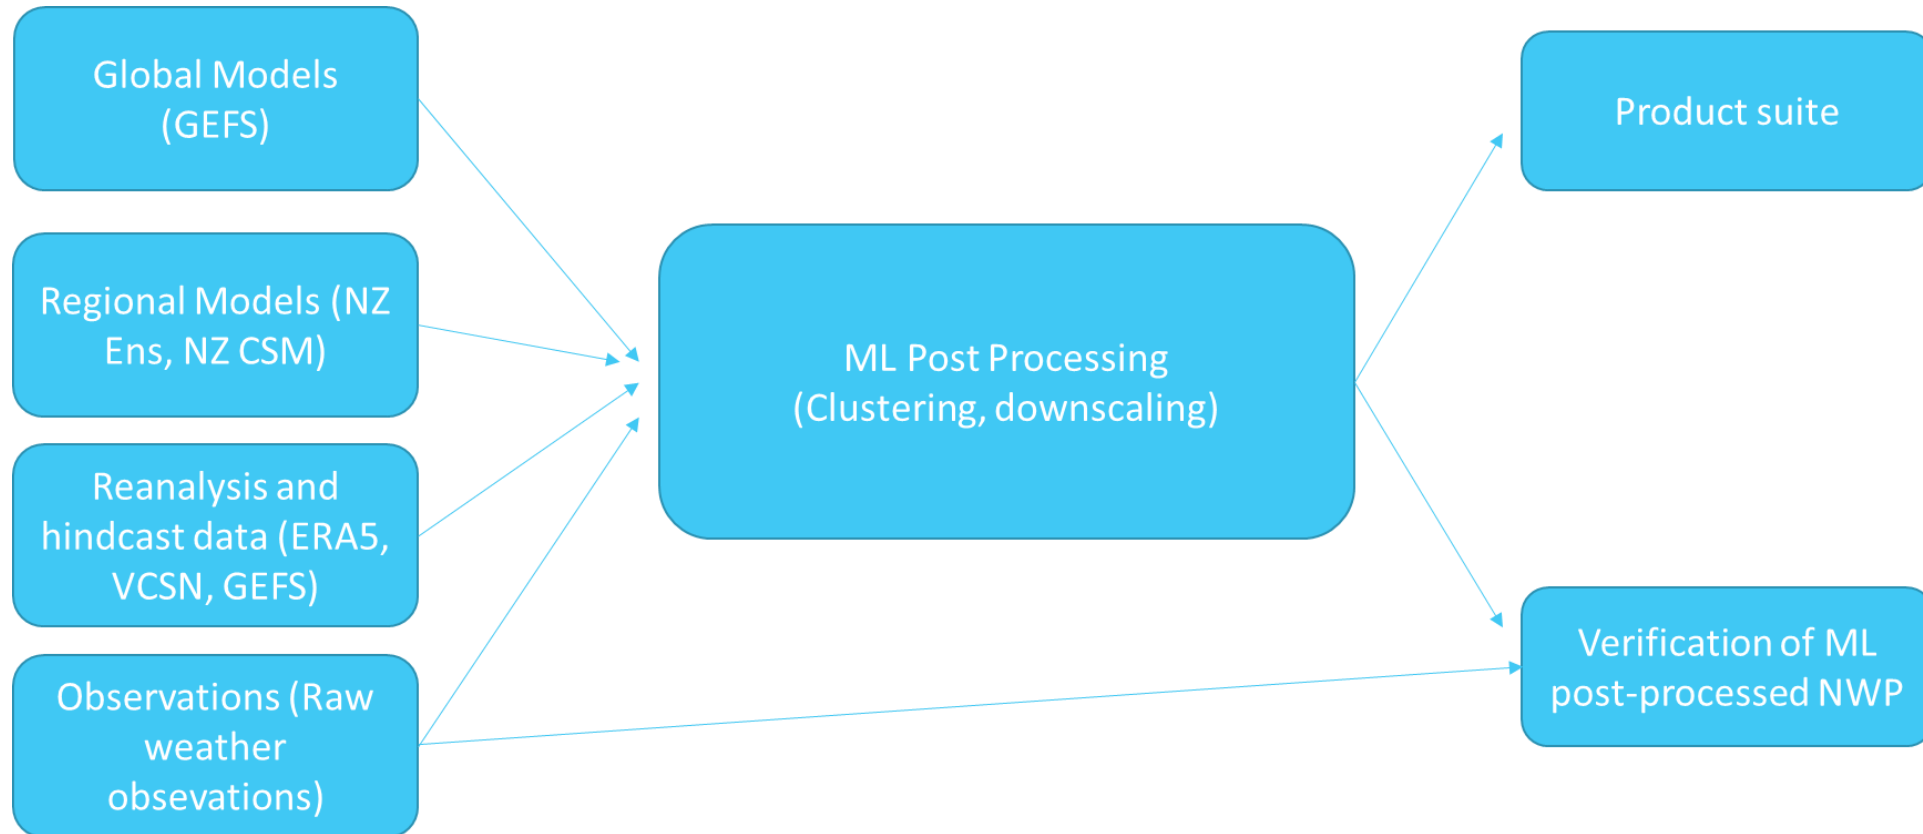 Global Models
(GEFS)
Regional Models (NZ
Ens, NZ CSM)
Reanalysis and
hindcast data (ERA5,
VCSN, GEFS)
Observations (Raw
weather
obsevations)
ML Post Processing
(Clustering, downscaling)
Product suite
Verification of ML
post-processed NWP